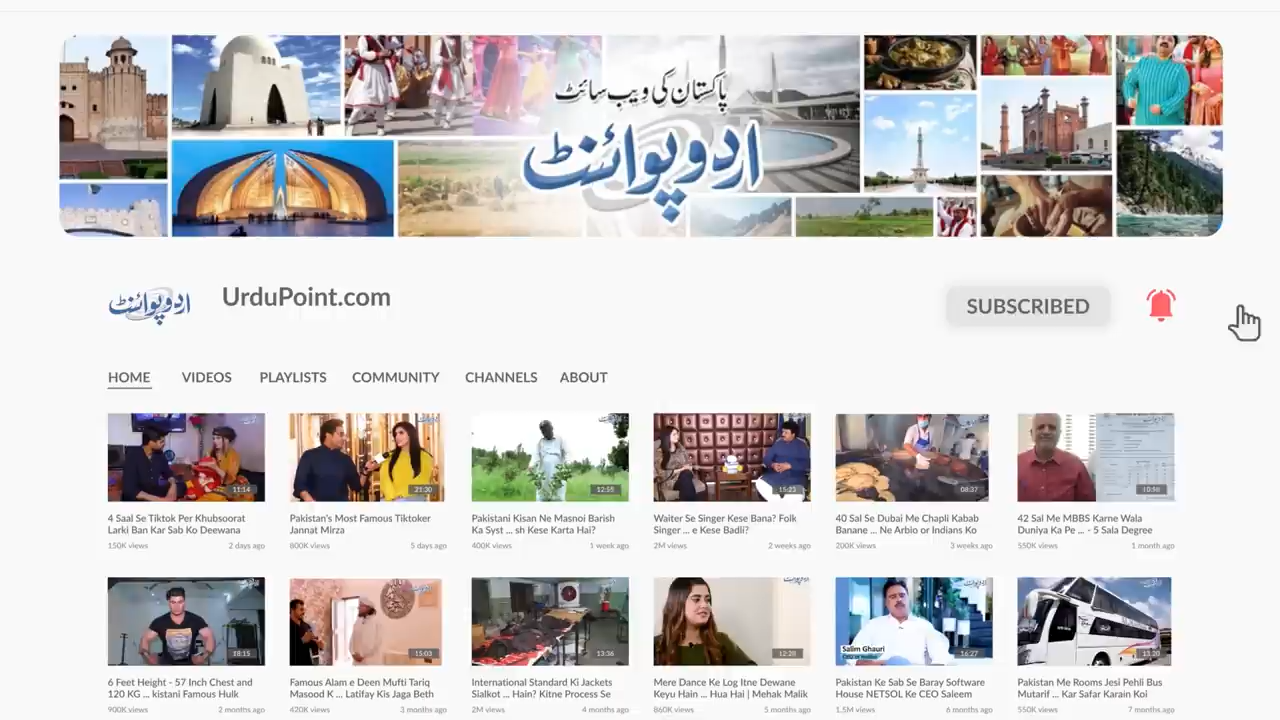 پاکستان کی ویب سائٹ
اردوپوائنٹ
اردوپوائنٹ
UrduPoint.com
SUBSCRIBED
HOME VIDEOS PLAYLISTS COMMUNITY CHANNELS ABOUT
11:14
21:30
12:55
15:23
08:37
10:56
4 Saal Se Tiktok Per Khubsoorat
Larki Ban Kar Sab Ko Deewana
150K views 2 days ago
Pakistan's Most Famous Tiktoker
Jannat Mirza
800K views 5 days ago
Pakistani Kisan Ne Masnoi Barish
Ka Syst ... sh Kese Karta Hai?
400K views 1 week ago
Waiter Se Singer Kese Bana? Folk
Singer ... e Kese Badli?
2M views 2 weeks ago
40 Sal Se Dubai Me Chapli Kabab
Banane ... Ne Arbio or Indians Ko
200K views 3 weeks ago
42 Sal Me MBBS Karne Wala
Duniya Ka Pe ... - 5 Sala Degree
550K views 1 month ago
18:15
15:03
13:36
12:28
Salim Ghauri
16:27
13:20
6 Feet Height - 57 Inch Chest and
120 KG ... kistani Famous Hulk
900K views 2 months ago
Famous Alam e Deen Mufti Tariq
Masood K ... Latifay Kis Jaga Beth
420K views 3 months ago
International Standard Ki Jackets
Sialkot ... Hain? Kitne Process Se
2M views 4 months ago
Mere Dance Ke Log Itne Dewane
Keyu Hain ... Hua Hai | Mehak Malik
860K views 5 months ago
Pakistan Ke Sab Se Baray Software
House NETSOL Ke CEO Saleem
1.5M views 6 months ago
Pakistan Me Rooms Jesi Pehli Bus
Mutarif ... Kar Safar Karain Koi
550K views 7 months ago